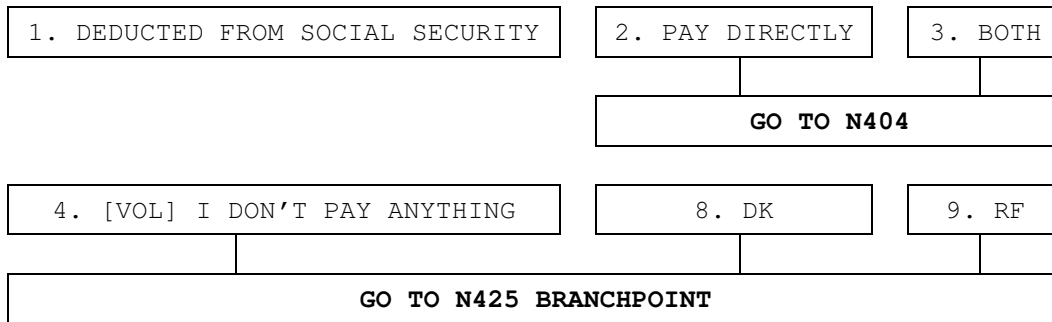 1. DEDUCTED FROM SOCIAL SECURITY 2. PAY DIRECTLY 3. BOTH
GO TO N404
4. [VOL] I DON'T PAY ANYTHING 8. DK 9. RF
GO TO N425 BRANCHPOINT